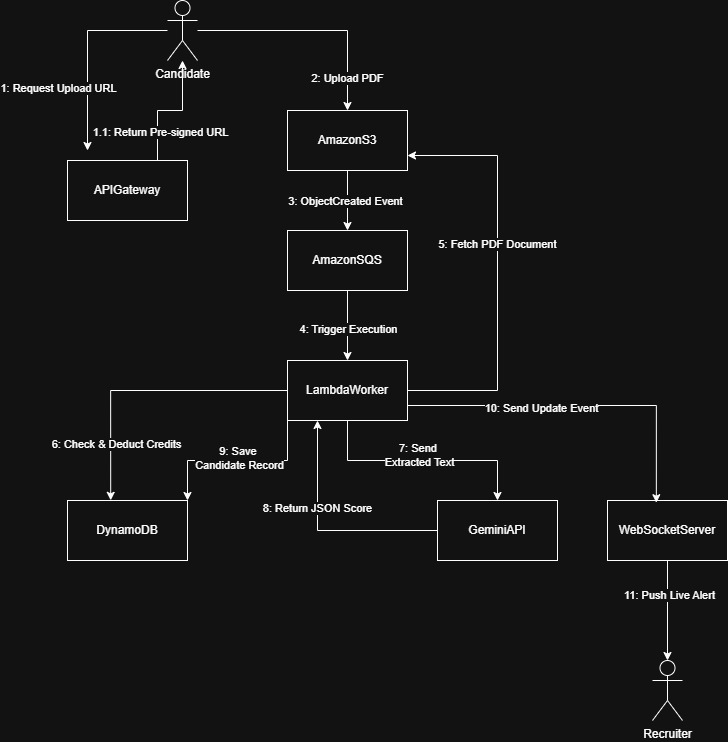 Candidate
1: Request Upload URL
2: Upload PDF
1.1: Return Pre-signed URL
AmazonS3
APIGateway
3: ObjectCreated Event
5: Fetch PDF Document
AmazonSQS
4: Trigger Execution
LambdaWorker
10: Send Update Event
6: Check & Deduct Credits
9: Save
Candidate Record
7: Send
Extracted Text
8: Return JSON Score
DynamoDB
GeminiAPI
WebSocketServer
11: Push Live Alert
Recruiter